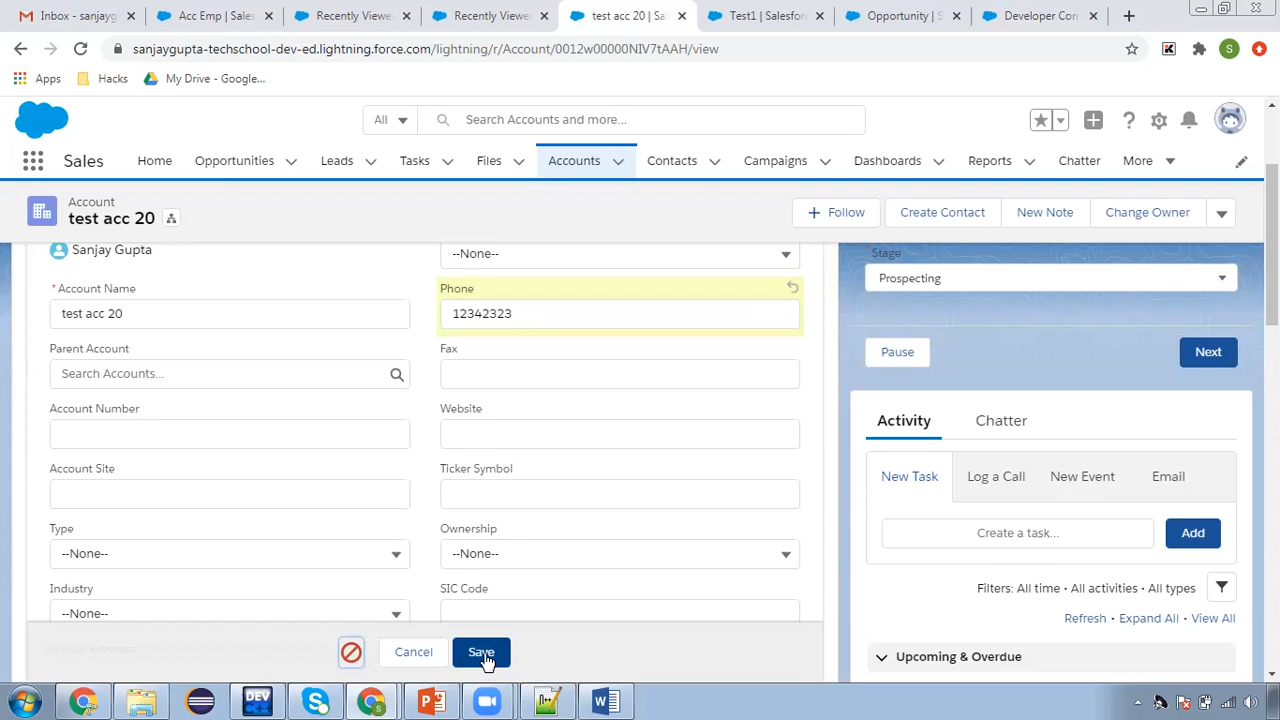 Inbox - sanjayg
Acc Emp | Sales
Recently Viewe
Recently Viewe
test acc 20 | Sal
Test1 | Salesfor
Opportunity | S
Developer Con
sanjaygupta-techschool-dev-ed.lightning.force.com/lightning/r/Account/0012w00000NIV7tAAH/view
S
Apps
Hacks
My Drive - Google...
All
Search Accounts and more...
Sales
Home
Opportunities
Leads
Tasks
Files
Accounts
Contacts
Campaigns
Dashboards
Reports
Chatter
More
Account
test acc 20
Follow
Create Contact
New Note
Change Owner
Sanjay Gupta
--None--
*Stage
Prospecting
*Account Name
Phone
test acc 20
12342323
Parent Account
Fax
Pause
Next
Search Accounts...
Account Number
Website
Activity
Chatter
Account Site
Ticker Symbol
New Task
Log a Call
New Event
Email
Type
Ownership
Create a task...
Add
--None--
--None--
Industry
SIC Code
Filters: All time • All activities • All types
--None--
Refresh • Expand All • View All
Cancel
Save
Upcoming & Overdue
DEV
C++